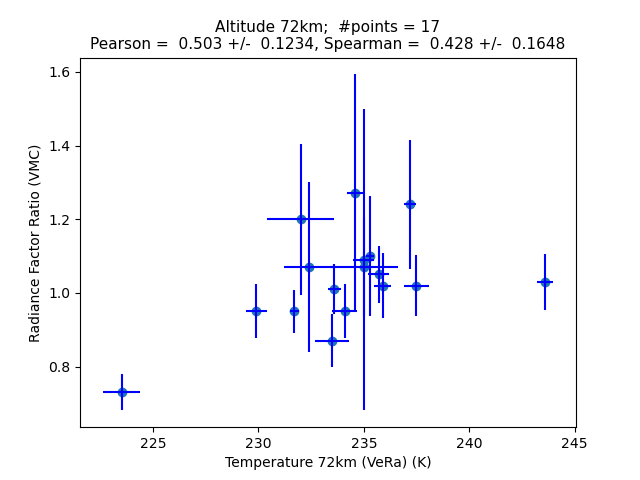 Altitude 72km;  #points = 17
Pearson =  0.503 +/-  0.1234, Spearman =  0.428 +/-  0.1648
1.6
1.4
1.2
1.0
0.8
Radiance Factor Ratio (VMC)
225
230
235
240
245
Temperature 72km (VeRa) (K)